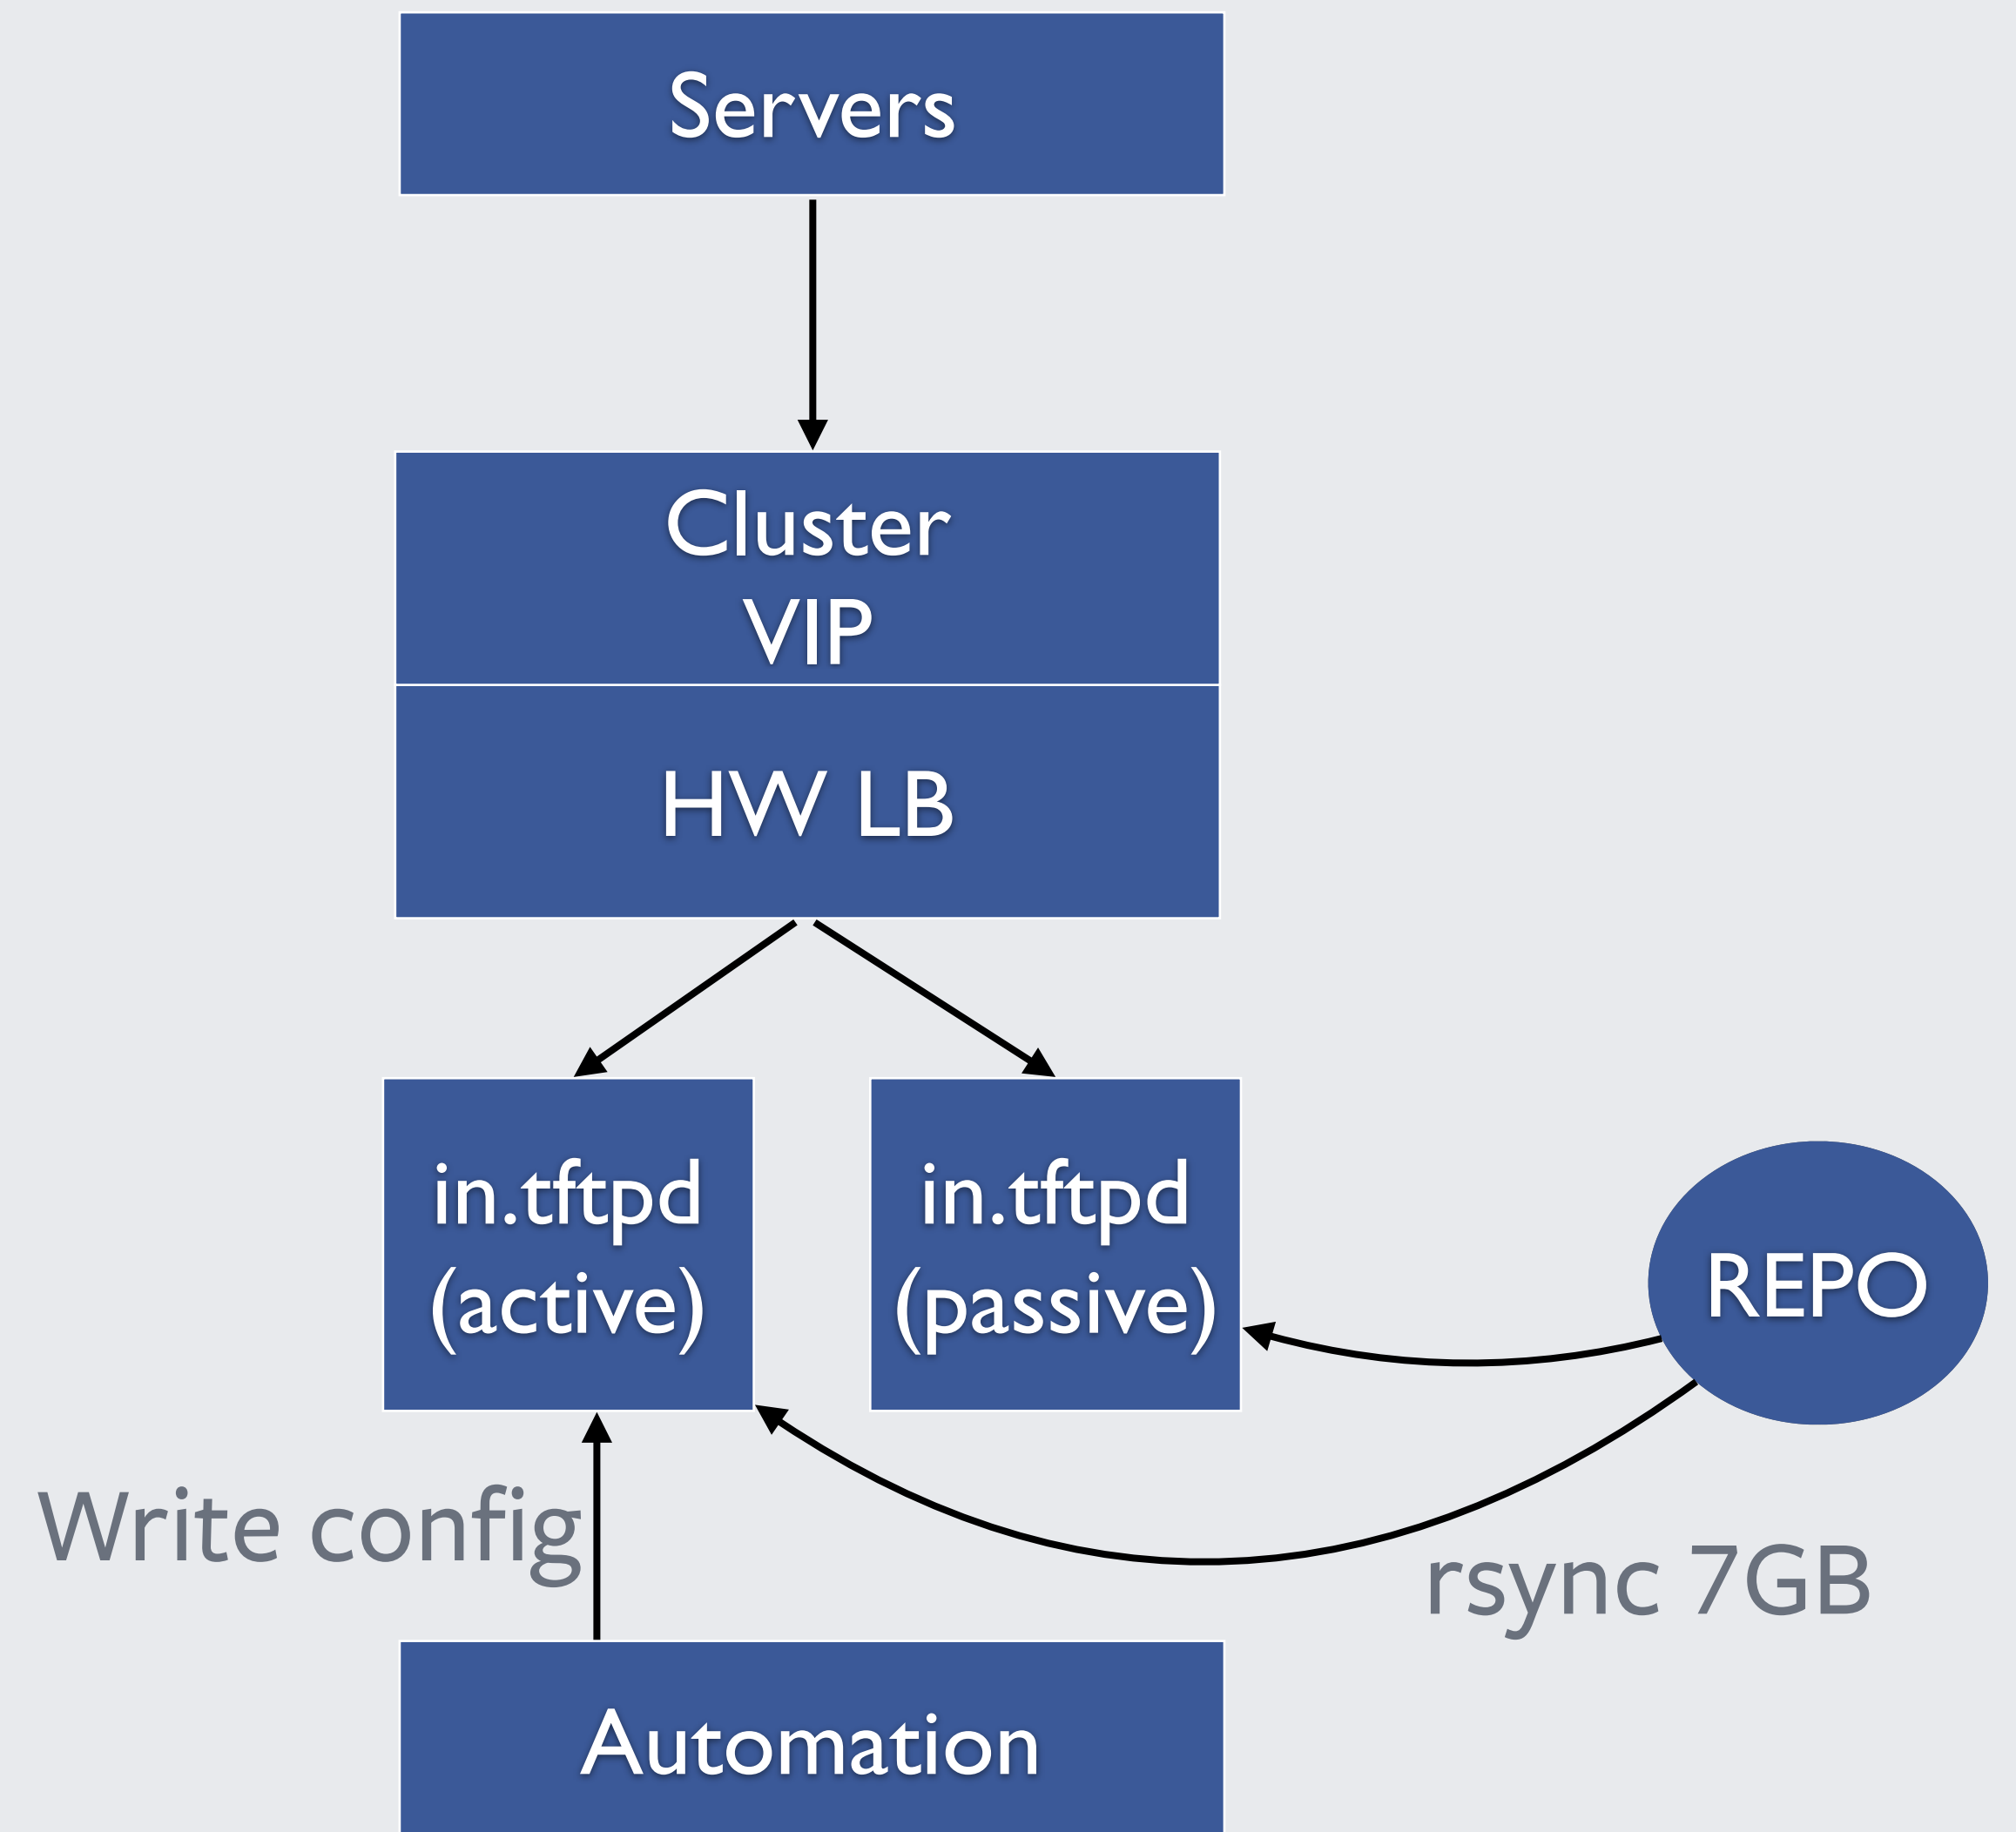 Servers
Cluster
VIP
HW LB
in.tftpd
(active)
in.tftpd
(passive)
REPO
Write config
rsync 7GB
Automation